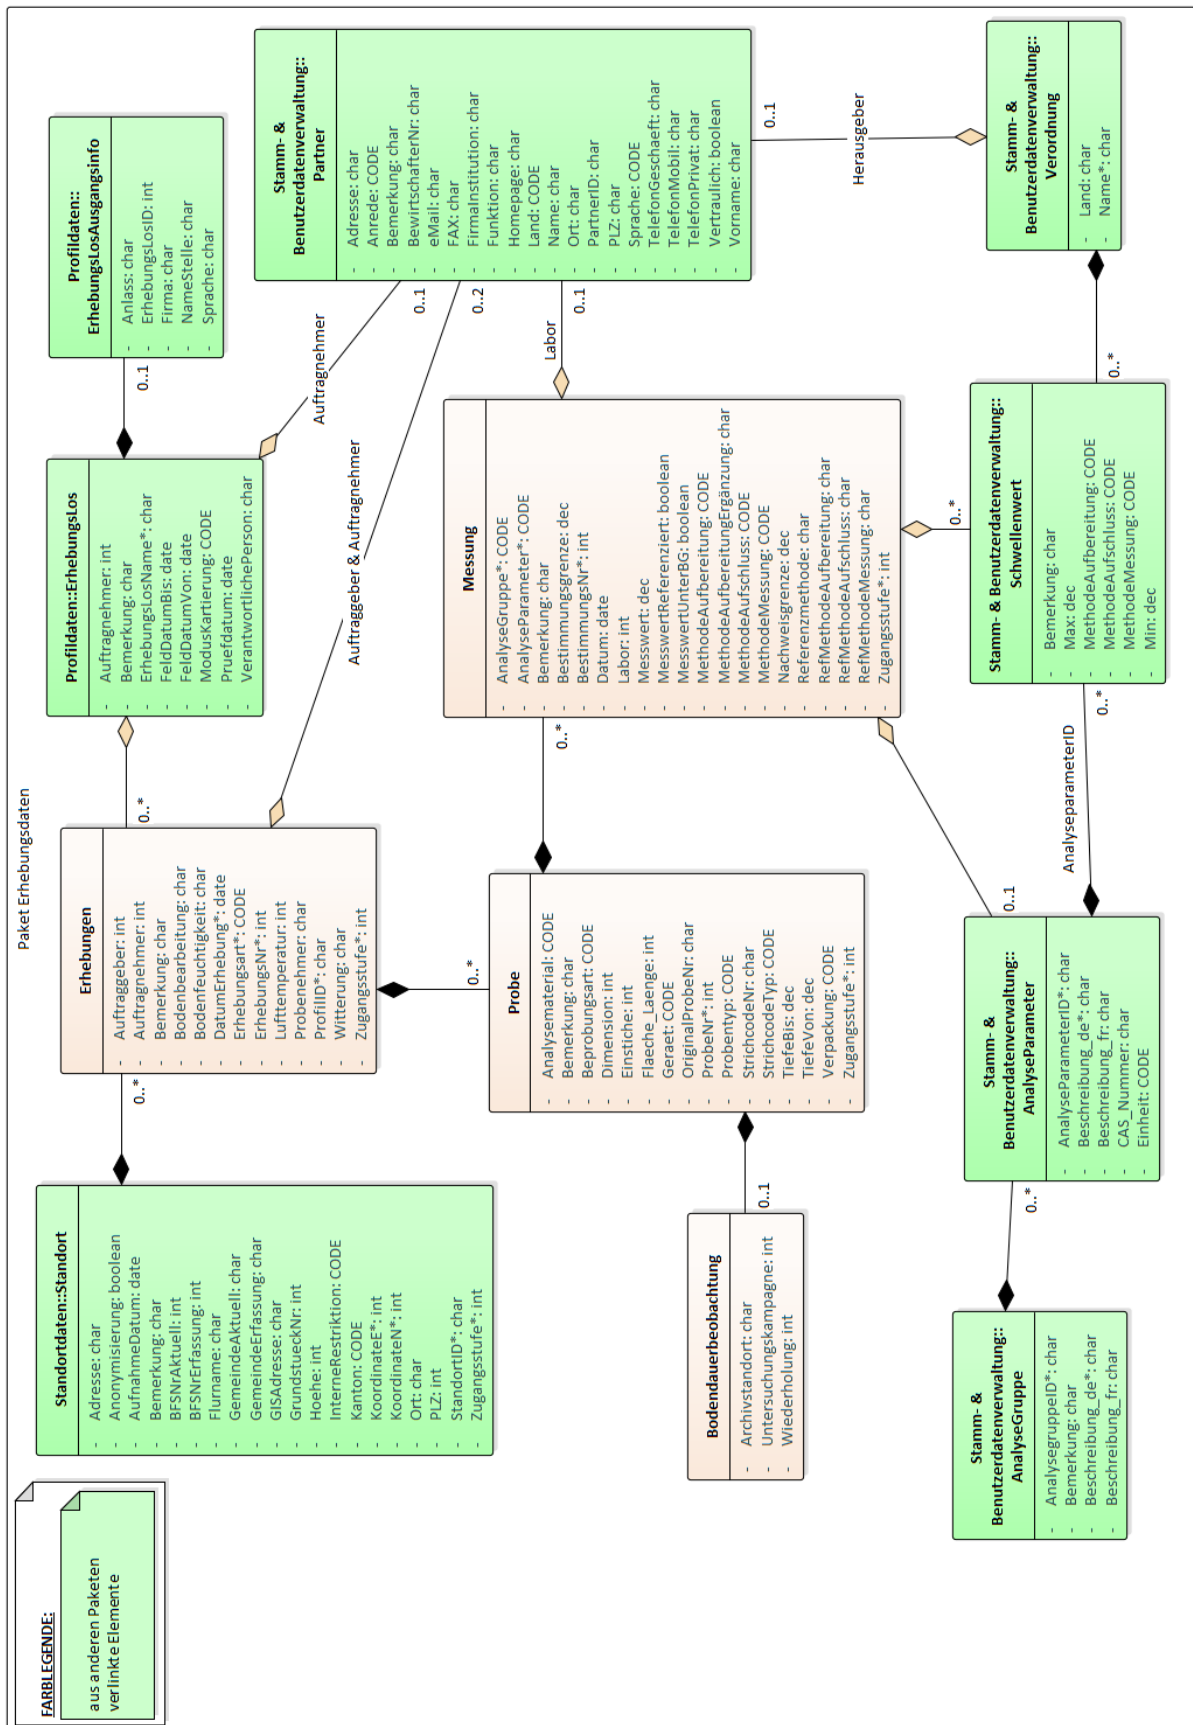 Paket Erhebungsdaten
FARBLEGENDE:
aus anderen Paketen
verlinkte Elemente
Standortdaten::Standort
- Adresse: char
- Anonymisierung: boolean
- AufnahmeDatum: date
- Bemerkung: char
- BFSNrAktuell: int
- BFSNrErfassung: int
- Flurname: char
- GemeindeAktuell: char
- GemeindeErfassung: char
- GISAdresse: char
- GrundstueckNr: int
- Hoehe: int
- InterneRestriktion: CODE
- Kanton: CODE
- KoordinateE*: int
- KoordinateN*: int
- Ort: char
- PLZ: int
- StandortID*: char
- Zugangsstufe*: int
0..*
Erhebungen
- Auftraggeber: int
- Auftragnehmer: int
- Bemerkung: char
- Bodenbearbeitung: char
- Bodenfeuchtigkeit: char
- DatumErhebung*: date
- Erhebungsart*: CODE
- ErhebungsNr*: int
- Lufttemperatur: int
- Probenehmer: char
- ProfilID*: char
- Witterung: char
- Zugangsstufe*: int
0..*
Profildaten::ErhebungsLos
- Auftragnehmer: int
- Bemerkung: char
- ErhebungsLosName*: char
- FeldDatumBis: date
- FeldDatumVon: date
- ModusKartierung: CODE
- Pruefdatum: date
- VerantwortlichePerson: char
0..1
Profildaten::
ErhebungsLosAusgangsinfo
- Anlass: char
- ErhebungsLosID: int
- Firma: char
- NameStelle: char
- Sprache: char
Auftragnehmer
0..1
Auftraggeber & Auftragnehmer
0..2
Stamm- &
Benutzerdatenverwaltung::
Partner
- Adresse: char
- Anrede: CODE
- Bemerkung: char
- BewirtschafterNr: char
- eMail: char
- FAX: char
- FirmaInstitution: char
- Funktion: char
- Homepage: char
- Land: CODE
- Name: char
- Ort: char
- PartnerID: char
- PLZ: char
- Sprache: CODE
- TelefonGeschaeft: char
- TelefonMobil: char
- TelefonPrivat: char
- Vertraulich: boolean
- Vorname: char
Labor
0..1
0..*
Probe
- Analysematerial: CODE
- Bemerkung: char
- Beprobungsart: CODE
- Dimension: int
- Einstiche: int
- Flaeche_Laenge: int
- Geraet: CODE
- OriginalProbeNr: char
- ProbeNr*: int
- Probentyp: CODE
- StrichcodeNr: char
- StrichcodeTyp: CODE
- TiefeBis: dec
- TiefeVon: dec
- Verpackung: CODE
- Zugangsstufe*: int
0..*
Messung
- AnalyseGruppe*: CODE
- AnalyseParameter*: CODE
- Bemerkung: char
- Bestimmungsgrenze: dec
- BestimmungsNr*: int
- Datum: date
- Labor: int
- Messwert: dec
- MesswertReferenziert: boolean
- MesswertUnterBG: boolean
- MethodeAufbereitung: CODE
- MethodeAufbereitungErgänzung: char
- MethodeAufschluss: CODE
- MethodeMessung: CODE
- Nachweisgrenze: dec
- Referenzmethode: char
- RefMethodeAufbereitung: char
- RefMethodeAufschluss: char
- RefMethodeMessung: char
- Zugangsstufe*: int
0..1
Bodendauerbeobachtung
- Archivstandort: char
- Untersuchungskampagne: int
- Wiederholung: int
Stamm- &
Benutzerdatenverwaltung::
AnalyseGruppe
- AnalysegruppeID*: char
- Bemerkung: char
- Beschreibung_de*: char
- Beschreibung_fr: char
0..*
Stamm- &
Benutzerdatenverwaltung::
AnalyseParameter
- AnalyseParameterID*: char
- Beschreibung_de*: char
- Beschreibung_fr: char
- CAS_Nummer: char
- Einheit: CODE
0..1
AnalyseparameterID
0..*
0..*
Stamm- & Benutzerdatenverwaltung::
Schwellenwert
- Bemerkung: char
- Max: dec
- MethodeAufbereitung: CODE
- MethodeAufschluss: CODE
- MethodeMessung: CODE
- Min: dec
0..*
Stamm- &
Benutzerdatenverwaltung::
Verordnung
- Land: char
- Name*: char
Herausgeber
0..1